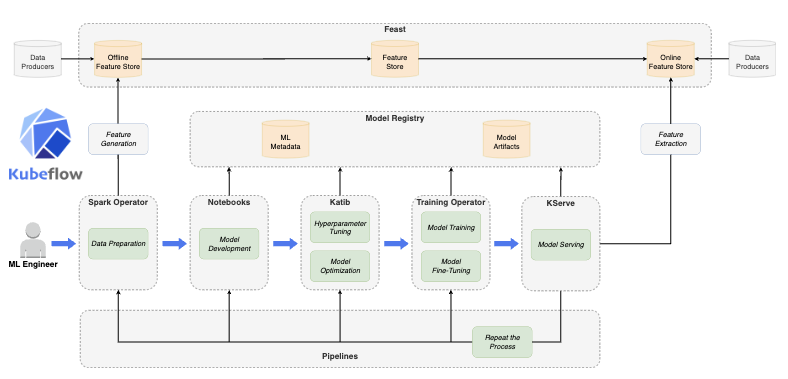 Feast
Data
Producers
Offline
Feature Store
Feature
Store
Online
Feature Store
Data
Producers
Feature
Generation
Model Registry
ML
Metadata
Model
Artifacts
Feature
Extraction
Kubeflow
Spark Operator
Notebooks
Katib
Training Operator
KServe
Data Preparation
Model
Development
Hyperparameter
Tuning
Model
Optimization
Model Training
Model
Fine-Tuning
Model Serving
ML Engineer
Repeat the
Process
Pipelines